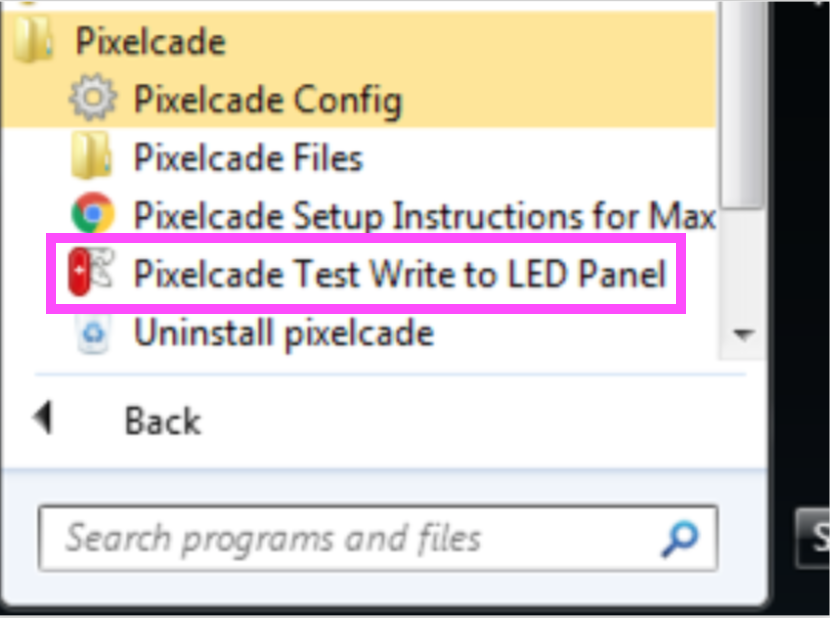 Pixelcade
Pixelcade Config
Pixelcade Files
Pixelcade Setup Instructions for Max
Pixelcade Test Write to LED Panel
Uninstall pixelcade
Back
Search programs and files
S